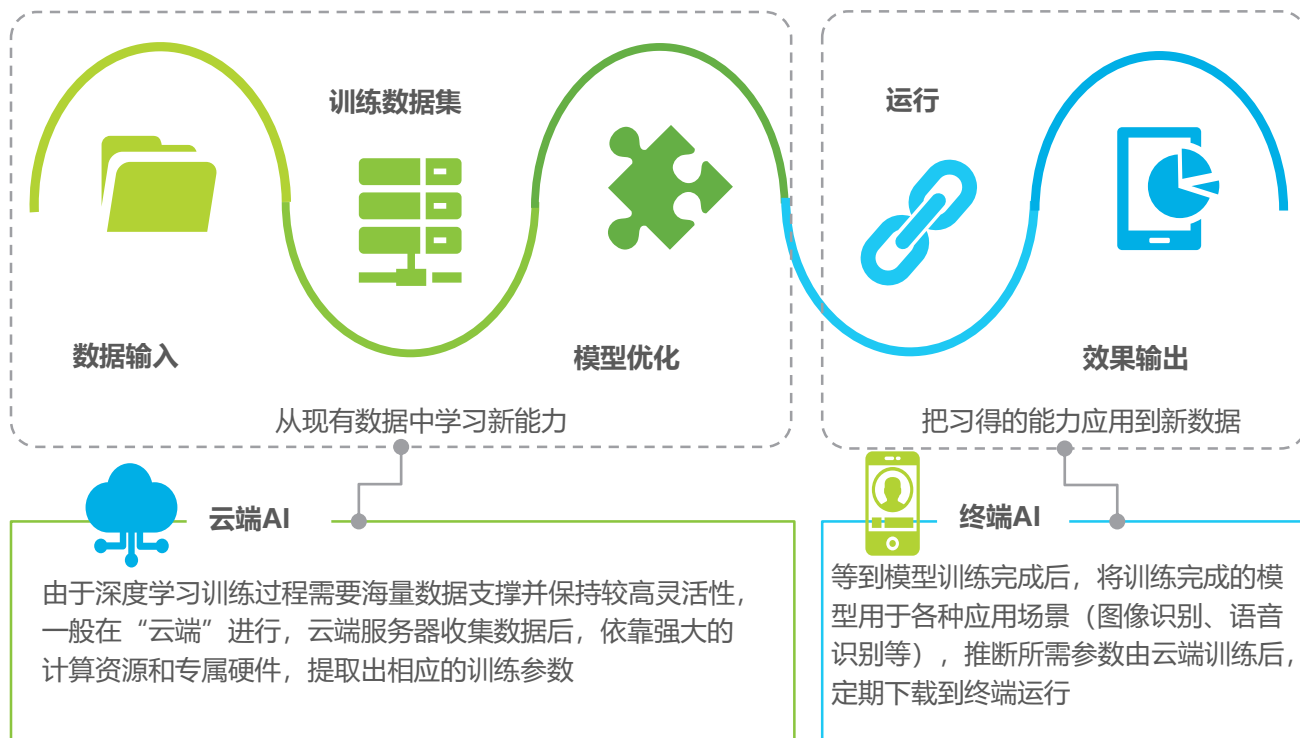 训练数据集
运行
数据输入
模型优化
效果输出
从现有数据中学习新能力
把习得的能力应用到新数据
云端AI
由于深度学习训练过程需要海量数据支撑并保持较高灵活性，
一般在“云端”进行，云端服务器收集数据后，依靠强大的
计算资源和专属硬件，提取出相应的训练参数
终端AI
等到模型训练完成后，将训练完成的模
型用于各种应用场景（图像识别、语音
识别等），推断所需参数由云端训练后，
定期下载到终端运行